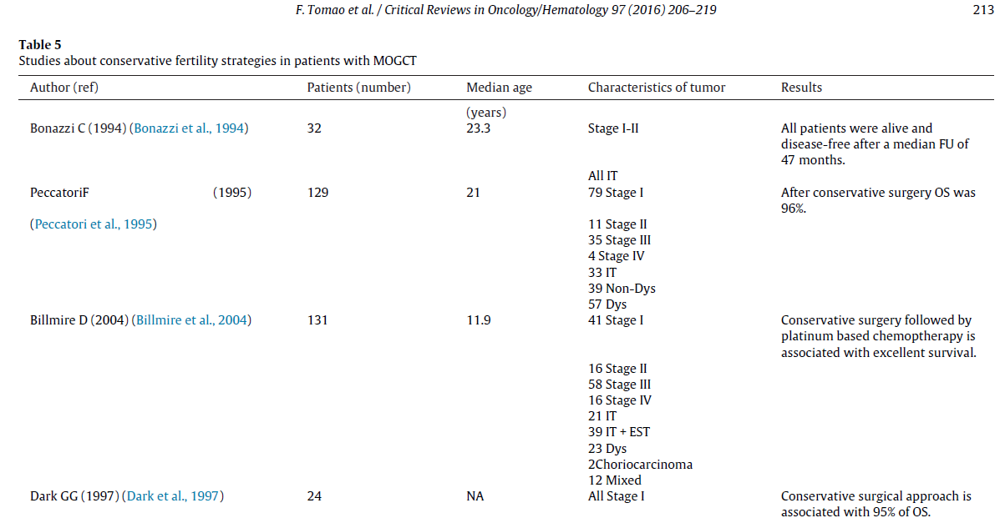 F. Tomao et al. / Critical Reviews in Oncology/Hematology 97 (2016) 206–219 213
Table 5
Studies about conservative fertility strategies in patients with MOGCT
Author (ref) Patients (number) Median age Characteristics of tumor Results
(years)
Bonazzi C (1994) (Bonazzi et al., 1994) 32 23.3 Stage I-II All patients were alive and
disease-free after a median FU of
47 months.
All IT
PeccatoriF (1995) 129 21 79 Stage I After conservative surgery OS was
96%.
(Peccatori et al., 1995) 11 Stage II
35 Stage III
4 Stage IV
33 IT
39 Non-Dys
57 Dys
Billmire D (2004) (Billmire et al., 2004) 131 11.9 41 Stage I Conservative surgery followed by
platinum based chemoptherapy is
associated with excellent survival.
16 Stage II
58 Stage III
16 Stage IV
21 IT
39 IT + EST
23 Dys
2Choriocarcinoma
12 Mixed
Dark GG (1997) (Dark et al., 1997) 24 NA All Stage I Conservative surgical approach is
associated with 95% of OS.